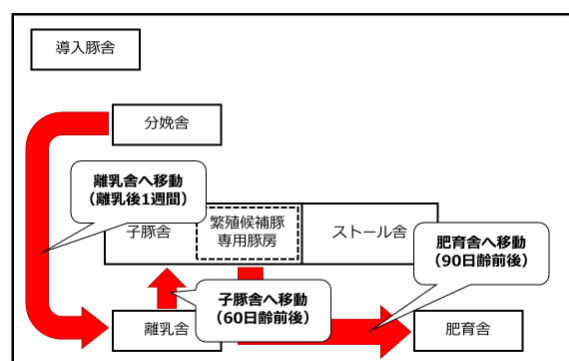 導入豚舎
分娩舎
離乳舎へ移動
（離乳後1週間）
子豚舎
繁殖候補豚
専用豚房
ストール舎
肥育舎へ移動
（90日齢前後）
子豚舎へ移動
（60日齢前後）
離乳舎
肥育舎